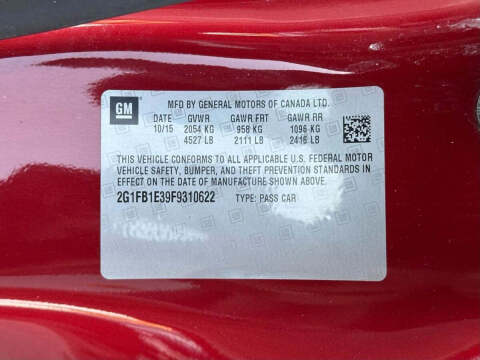 GM
MFD BY GENERAL MOTORS OF CANADA LTD.
DATE GVWR GAWR FRT GAWR RR
10/15 2054 KG 958 KG 1096 KG
4527 LB 2111 LB 2416 LB
THIS VEHICLE CONFORMS TO ALL APPLICABLE U.S. FEDERAL MOTOR
VEHICLE SAFETY, BUMPER, AND THEFT PREVENTION STANDARDS IN
EFFECT ON THE DATE OF MANUFACTURE SHOWN ABOVE.
2G1FB1E39F9310622 TYPE: PASS CAR